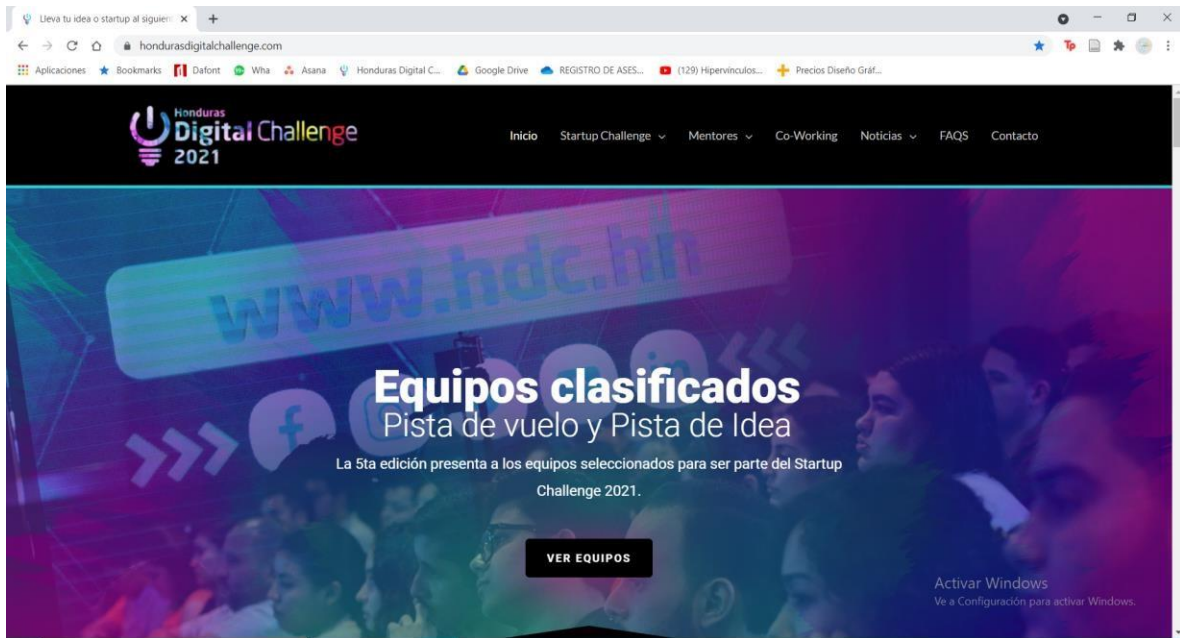 Lleva tu idea o startup al siguien
hondurasdigitalchallenge.com
Tp
Aplicaciones Bookmarks Dafont Wha Asana Honduras Digital C... Google Drive REGISTRO DE ASES... (129) Hipervínculos... Precios Diseño Gráf...
Honduras
Digital Challenge
2021
Inicio Startup Challenge Mentores Co-Working Noticias FAQS Contacto
www.hdc.hn
Equipos clasificados
Pista de vuelo y Pista de Idea
La 5ta edición presenta a los equipos seleccionados para ser parte del Startup
Challenge 2021.
VER EQUIPOS
Activar Windows
Ve a Configuración para activar Windows.